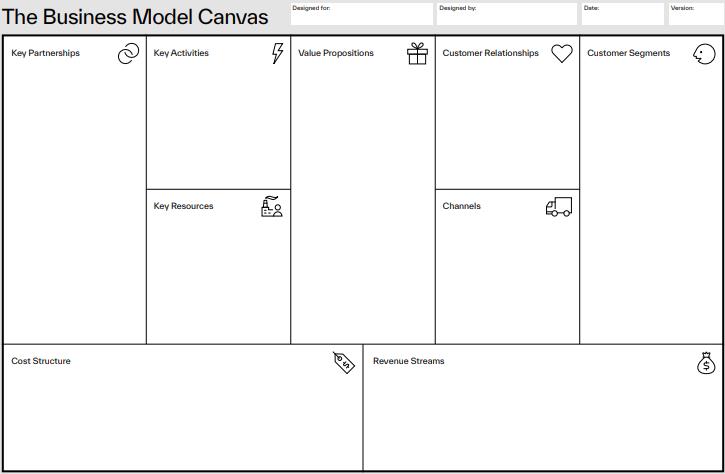 The Business Model Canvas
Designed for:
Designed by:
Date:
Version:
Key Partnerships
Key Activities
Value Propositions
Customer Relationships
Customer Segments
Key Resources
Channels
Cost Structure
Revenue Streams